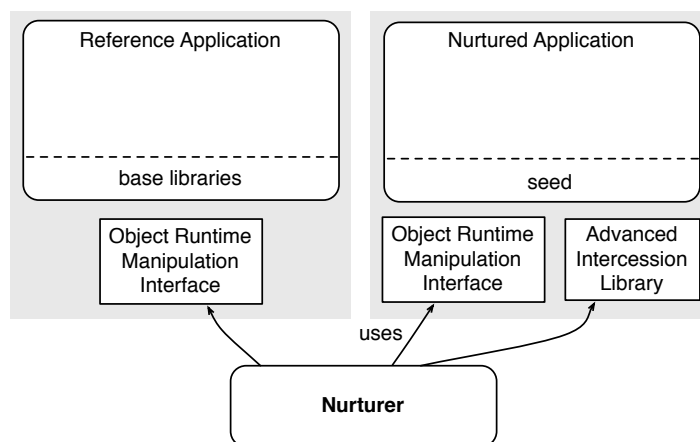 Reference Application
base libraries
Object Runtime
Manipulation
Interface
Nurtured Application
seed
Object Runtime
Manipulation
Interface
Advanced
Intercession
Library
uses
Nurturer